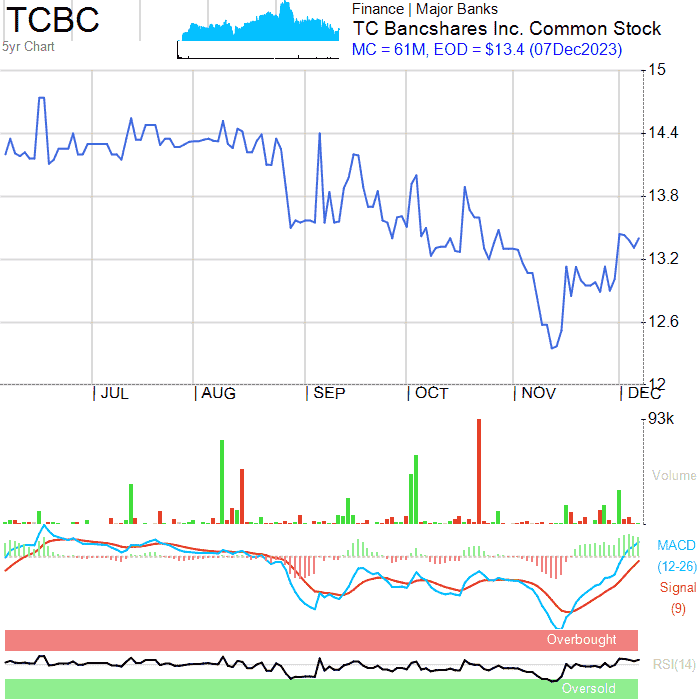 TCBC
5yr Chart
Finance | Major Banks
TC Bancshares Inc. Common Stock
MC = 61M, EOD = $13.4 (07Dec2023)
15
14.4
13.8
13.2
12.6
12
JUL
AUG
SEP
OCT
NOV
DEC
93k
Volume
MACD
(12-26)
Signal
(9)
Overbought
RSI(14)
Oversold